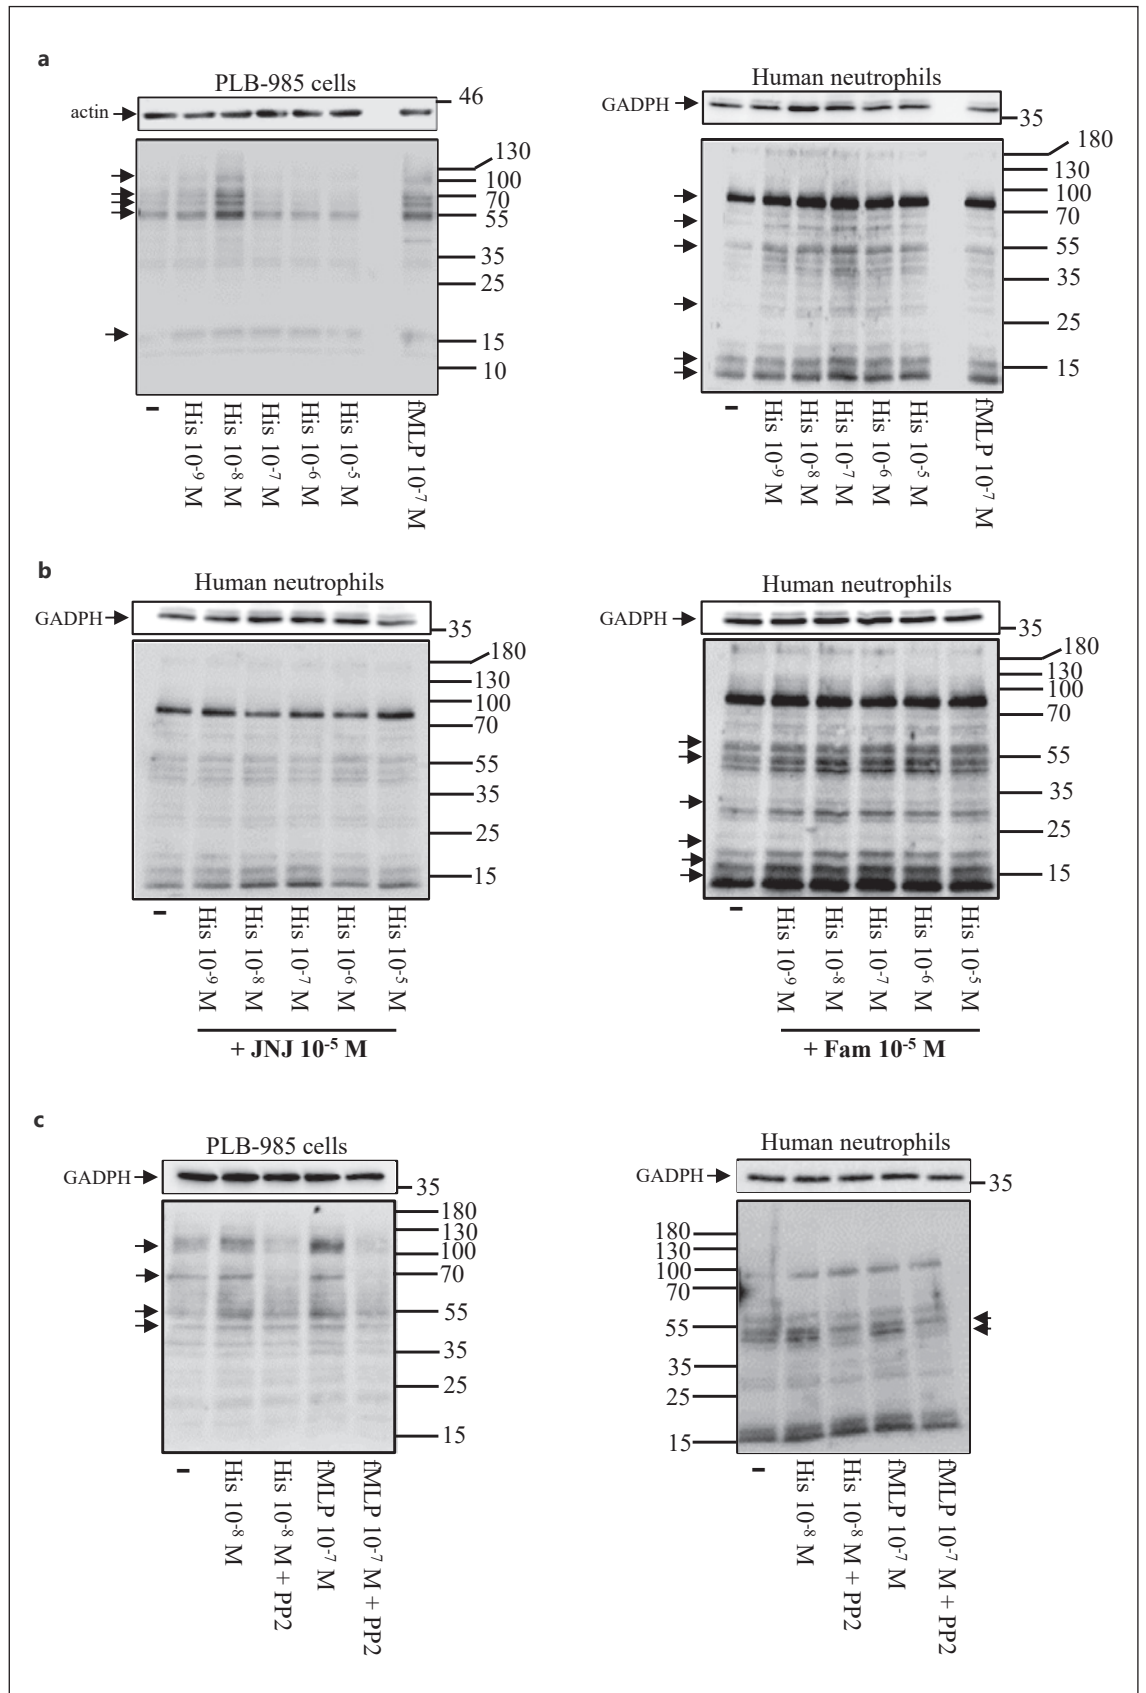 a
PLB-985 cells
actin
46
130
100
70
55
35
25
15
10
–
His 10⁻⁹ M
His 10⁻⁸ M
His 10⁻⁷ M
His 10⁻⁶ M
His 10⁻⁵ M
fMLP 10⁻⁷ M
Human neutrophils
GADPH
35
180
130
100
70
55
35
25
15
–
His 10⁻⁹ M
His 10⁻⁸ M
His 10⁻⁷ M
His 10⁻⁶ M
His 10⁻⁵ M
fMLP 10⁻⁷ M
b
Human neutrophils
GADPH
35
180
130
100
70
55
35
25
15
–
His 10⁻⁹ M
His 10⁻⁸ M
His 10⁻⁷ M
His 10⁻⁶ M
His 10⁻⁵ M
+ JNJ 10⁻⁵ M
Human neutrophils
GADPH
35
180
130
100
70
55
35
25
15
–
His 10⁻⁹ M
His 10⁻⁸ M
His 10⁻⁷ M
His 10⁻⁶ M
His 10⁻⁵ M
+ Fam 10⁻⁵ M
c
PLB-985 cells
GADPH
35
180
130
100
70
55
35
25
15
–
His 10⁻⁸ M
His 10⁻⁸ M + PP2
fMLP 10⁻⁷ M
fMLP 10⁻⁷ M + PP2
Human neutrophils
GADPH
35
180
130
100
70
55
35
25
15
–
His 10⁻⁸ M
His 10⁻⁸ M + PP2
fMLP 10⁻⁷ M
fMLP 10⁻⁷ M + PP2